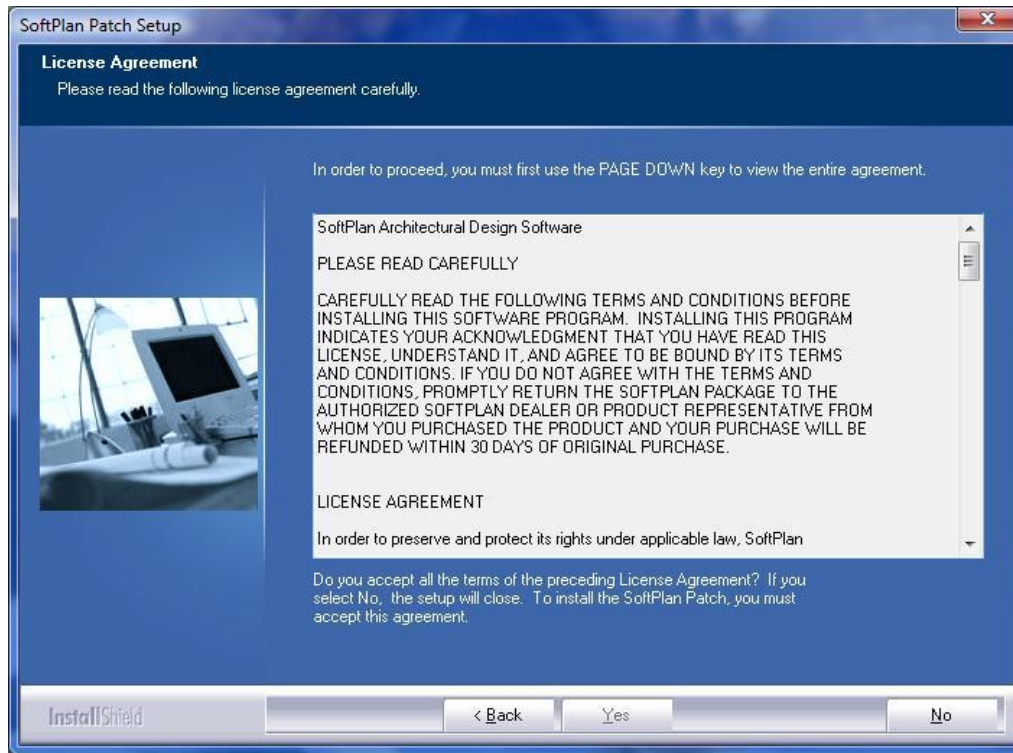 SoftPlan Patch Setup
License Agreement
Please read the following license agreement carefully.
In order to proceed, you must first use the PAGE DOWN key to view the entire agreement.
SoftPlan Architectural Design Software
PLEASE READ CAREFULLY
CAREFULLY READ THE FOLLOWING TERMS AND CONDITIONS BEFORE
INSTALLING THIS SOFTWARE PROGRAM.  INSTALLING THIS PROGRAM
INDICATES YOUR ACKNOWLEDGMENT THAT YOU HAVE READ THIS
LICENSE, UNDERSTAND IT, AND AGREE TO BE BOUND BY ITS TERMS
AND CONDITIONS. IF YOU DO NOT AGREE WITH THE TERMS AND
CONDITIONS, PROMPTLY RETURN THE SOFTPLAN PACKAGE TO THE
AUTHORIZED SOFTPLAN DEALER OR PRODUCT REPRESENTATIVE FROM
WHOM YOU PURCHASED THE PRODUCT AND YOUR PURCHASE WILL BE
REFUNDED WITHIN 30 DAYS OF ORIGINAL PURCHASE.
LICENSE AGREEMENT
In order to preserve and protect its rights under applicable law, SoftPlan
Do you accept all the terms of the preceding License Agreement?  If you
select No,  the setup will close.  To install the SoftPlan Patch, you must
accept this agreement.
InstallShield
< Back
Yes
No